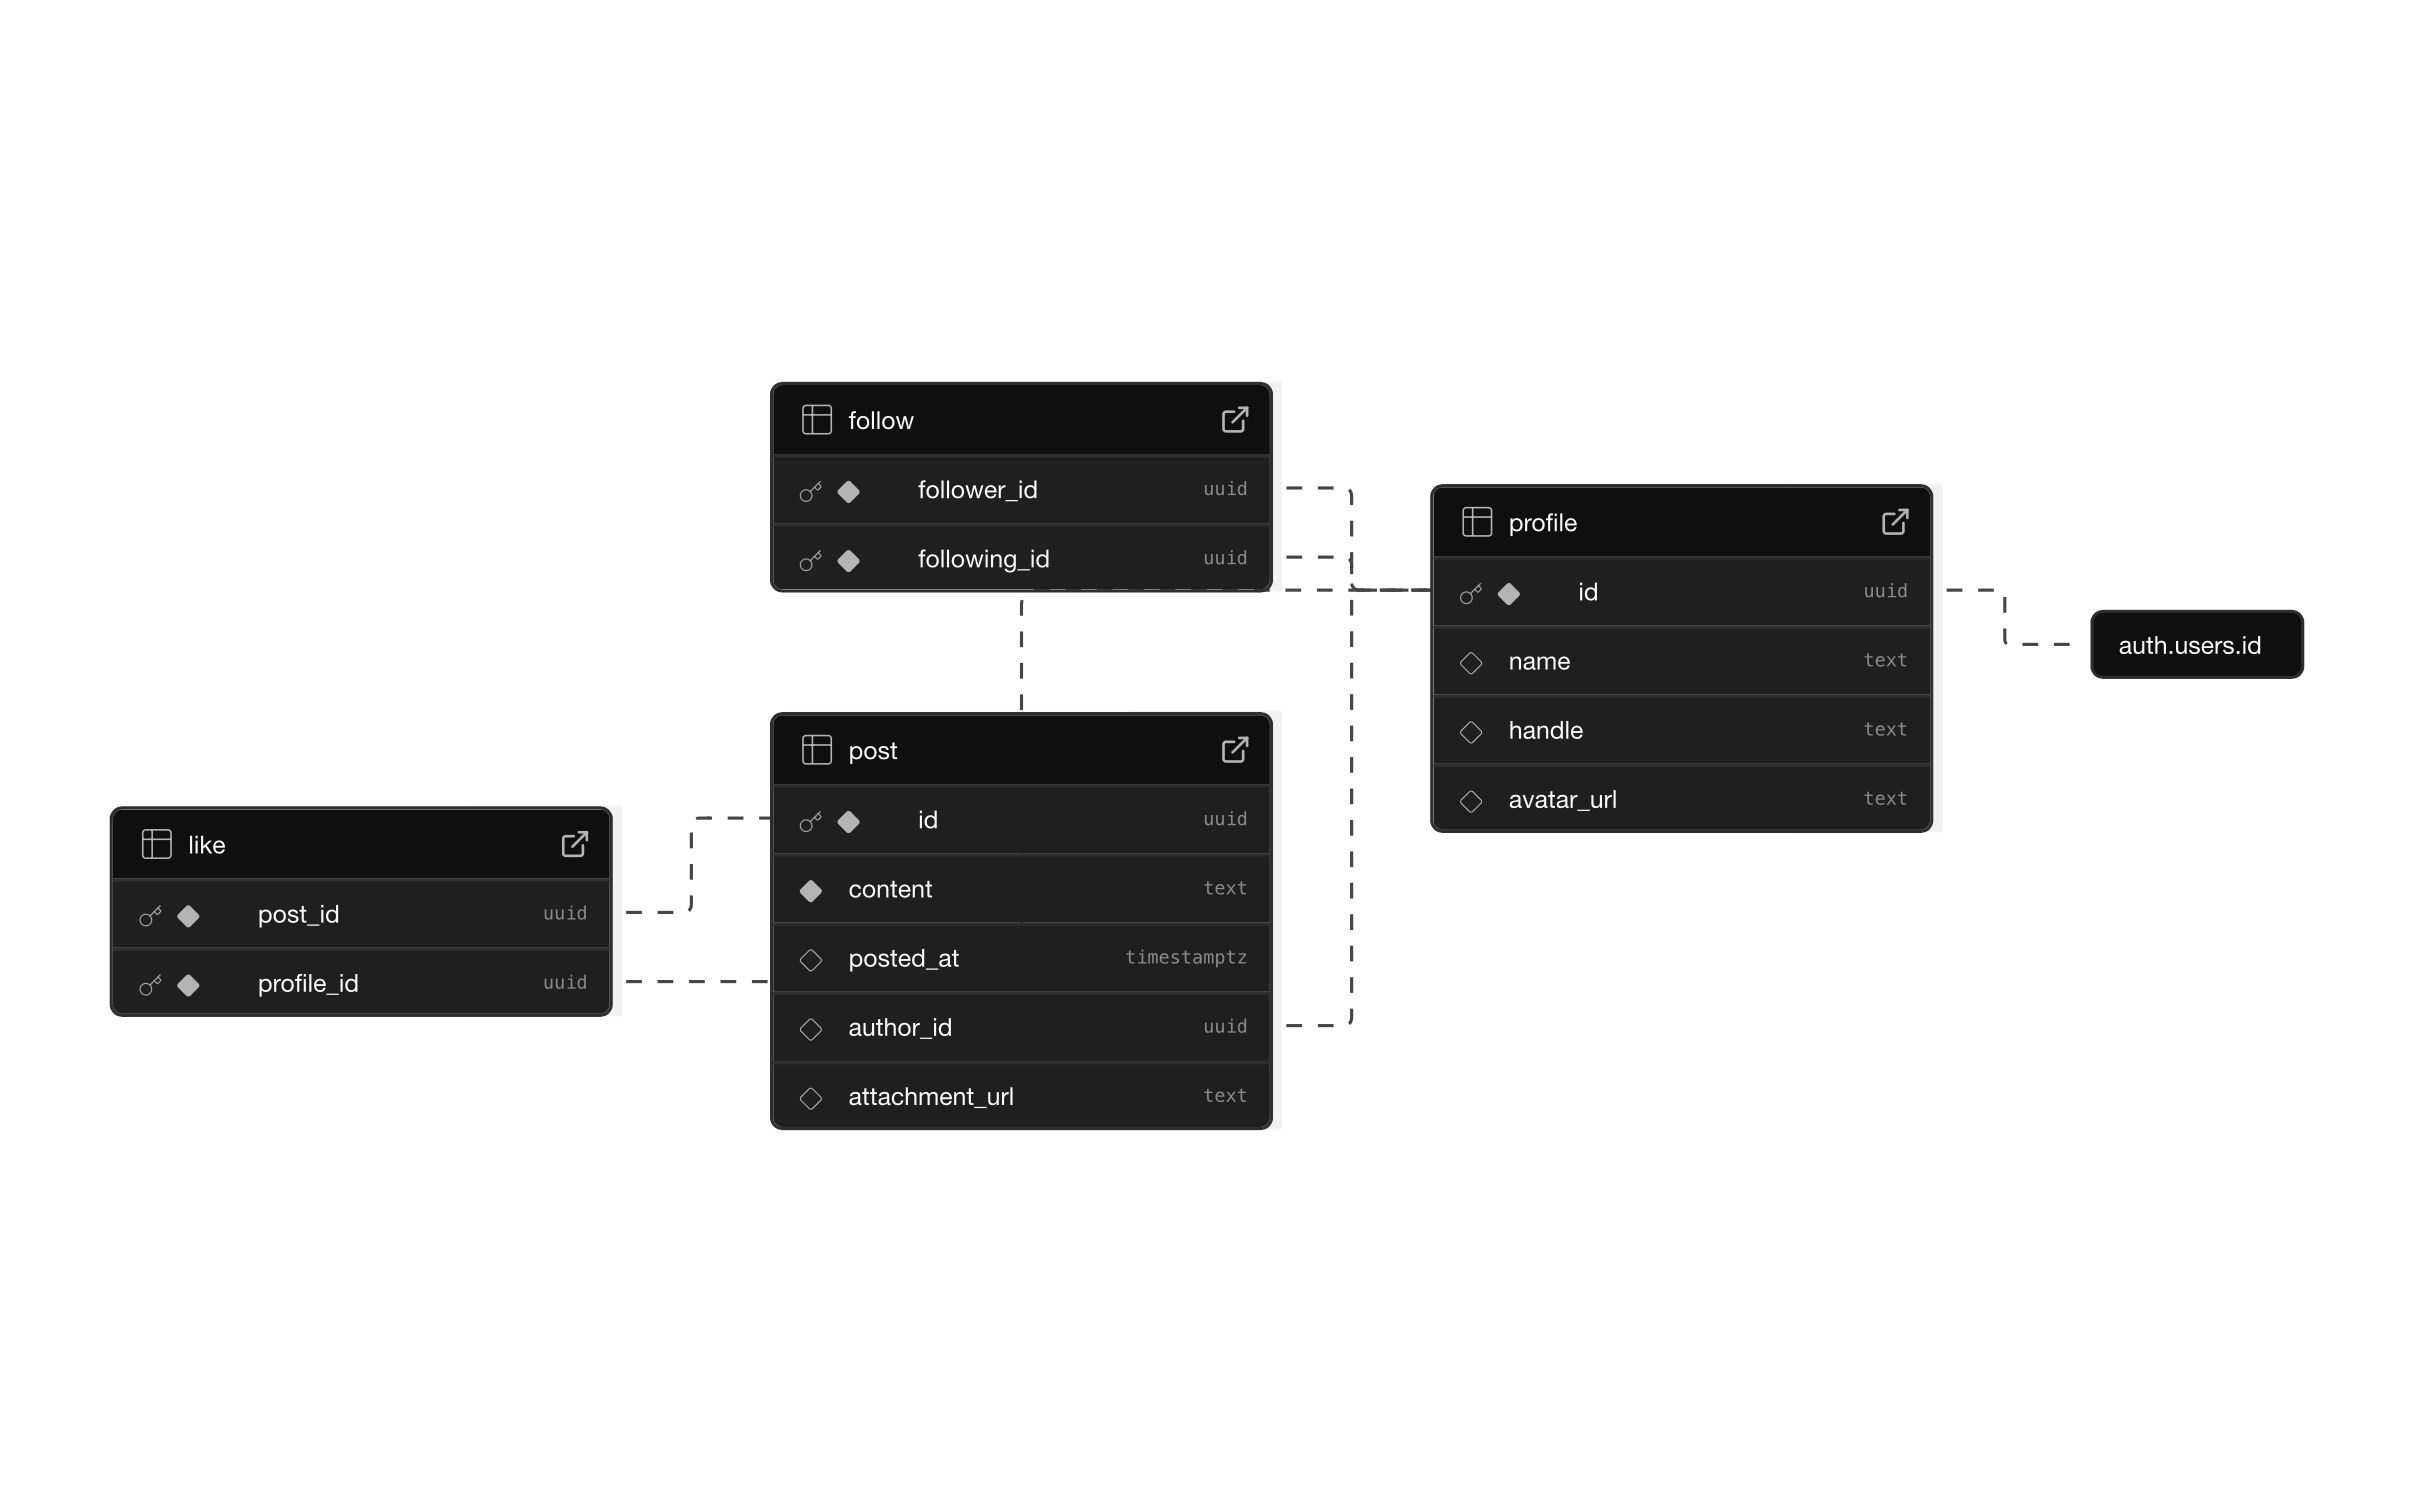 follow
follower_id uuid
following_id uuid
profile
id uuid
name text
handle text
avatar_url text
auth.users.id
post
id uuid
content text
posted_at timestamptz
author_id uuid
attachment_url text
like
post_id uuid
profile_id uuid